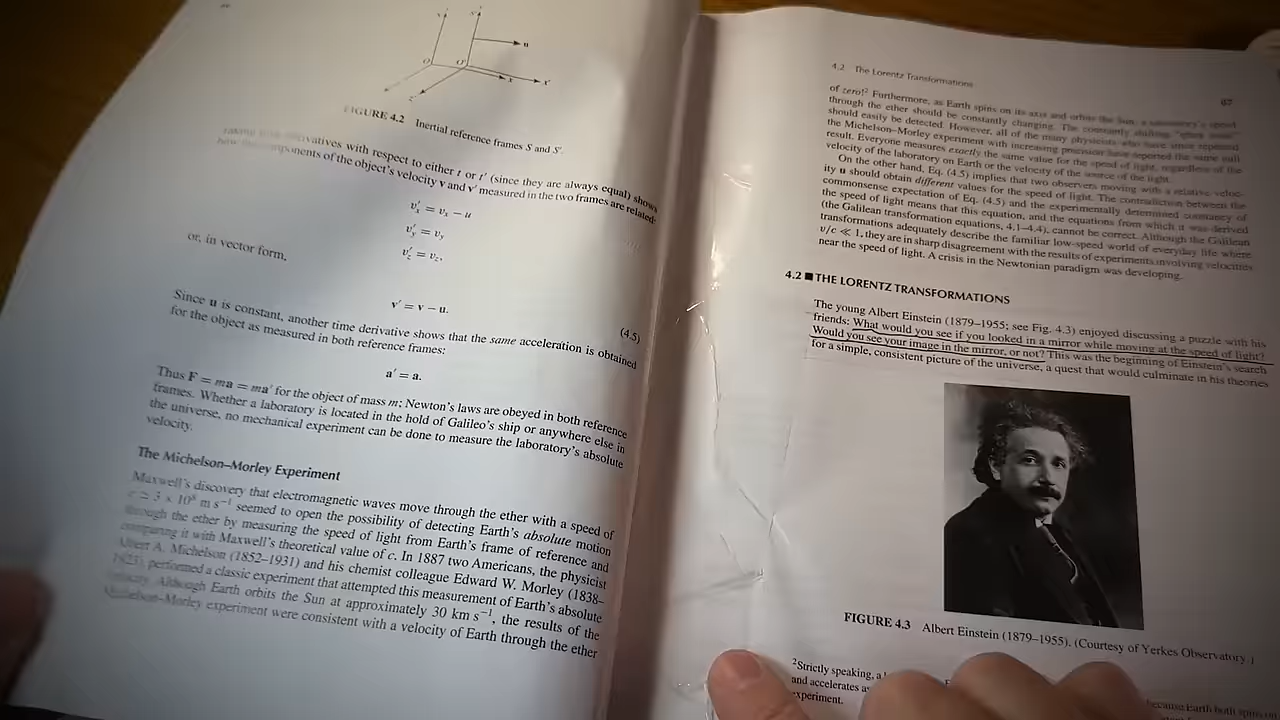 FIGURE 4.2 Inertial reference frames S and S′.
derivatives with respect to either t or t′ (since they are always equal) shows
how the components of the object's velocity v and v′ measured in the two frames are related:
v′x = vx − u
v′y = vy
v′z = vz,
or, in vector form,
v′ = v − u.
(4.5)
Since u is constant, another time derivative shows that the same acceleration is obtained
for the object as measured in both reference frames:
a′ = a.
Thus F = ma = ma′ for the object of mass m; Newton's laws are obeyed in both reference
frames. Whether a laboratory is located in the hold of Galileo's ship or anywhere else in
the universe, no mechanical experiment can be done to measure the laboratory's absolute
velocity.
The Michelson–Morley Experiment
Maxwell's discovery that electromagnetic waves move through the ether with a speed of
c ≃ 3 × 10⁸ m s⁻¹ seemed to open the possibility of detecting Earth's absolute motion
through the ether by measuring the speed of light from Earth's frame of reference and
comparing it with Maxwell's theoretical value of c. In 1887 two Americans, the physicist
Albert A. Michelson (1852–1931) and his chemist colleague Edward W. Morley (1838–
1923), performed a classic experiment that attempted this measurement of Earth's absolute
velocity. Although Earth orbits the Sun at approximately 30 km s⁻¹, the results of the
Michelson–Morley experiment were consistent with a velocity of Earth through the ether
4.2 The Lorentz Transformations
87
of zero!² Furthermore, as Earth spins on its axis and orbits the Sun, a laboratory's speed
through the ether should be constantly changing. The constantly shifting "ether wind"
should easily be detected. However, all of the many physicists who have since repeated
the Michelson–Morley experiment with increasing precision have reported the same null
result. Everyone measures exactly the same value for the speed of light, regardless of the
velocity of the laboratory on Earth or the velocity of the source of the light.
On the other hand, Eq. (4.5) implies that two observers moving with a relative veloc-
ity u should obtain different values for the speed of light. The contradiction between the
commonsense expectation of Eq. (4.5) and the experimentally determined constancy of
the speed of light means that this equation, and the equations from which it was derived
(the Galilean transformation equations, 4.1–4.4), cannot be correct. Although the Galilean
transformations adequately describe the familiar low-speed world of everyday life where
v/c ≪ 1, they are in sharp disagreement with the results of experiments involving velocities
near the speed of light. A crisis in the Newtonian paradigm was developing.
4.2 ■ THE LORENTZ TRANSFORMATIONS
The young Albert Einstein (1879–1955; see Fig. 4.3) enjoyed discussing a puzzle with his
friends: What would you see if you looked in a mirror while moving at the speed of light?
Would you see your image in the mirror, or not? This was the beginning of Einstein's search
for a simple, consistent picture of the universe, a quest that would culminate in his theories
FIGURE 4.3 Albert Einstein (1879–1955). (Courtesy of Yerkes Observatory.)
²Strictly speaking, a
because Earth both spins on
and accelerates
experiment.